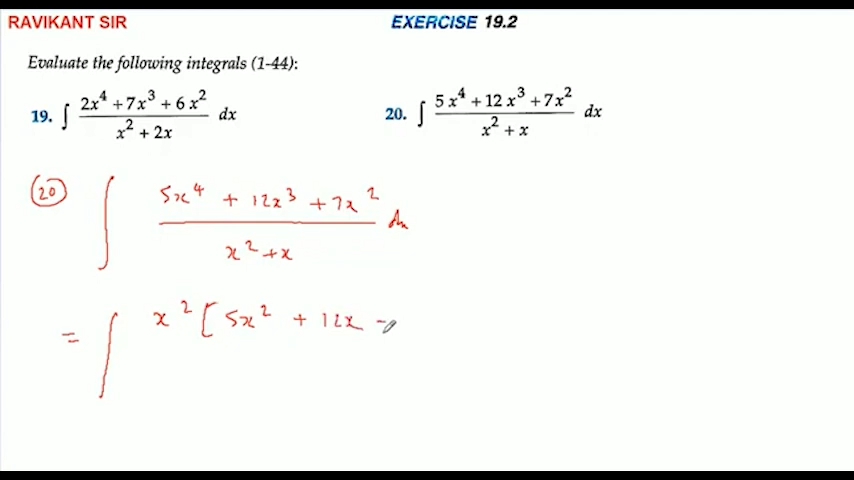 RAVIKANT SIR EXERCISE 19.2
Evaluate the following integrals (1-44):
19. ∫ (2x⁴ + 7x³ + 6x²)/(x² + 2x) dx 20. ∫ (5x⁴ + 12x³ + 7x²)/(x² + x) dx
(20) ∫ (5x⁴ + 12x³ + 7x²)/(x² + x) dx
= ∫ x² [ 5x² + 12x